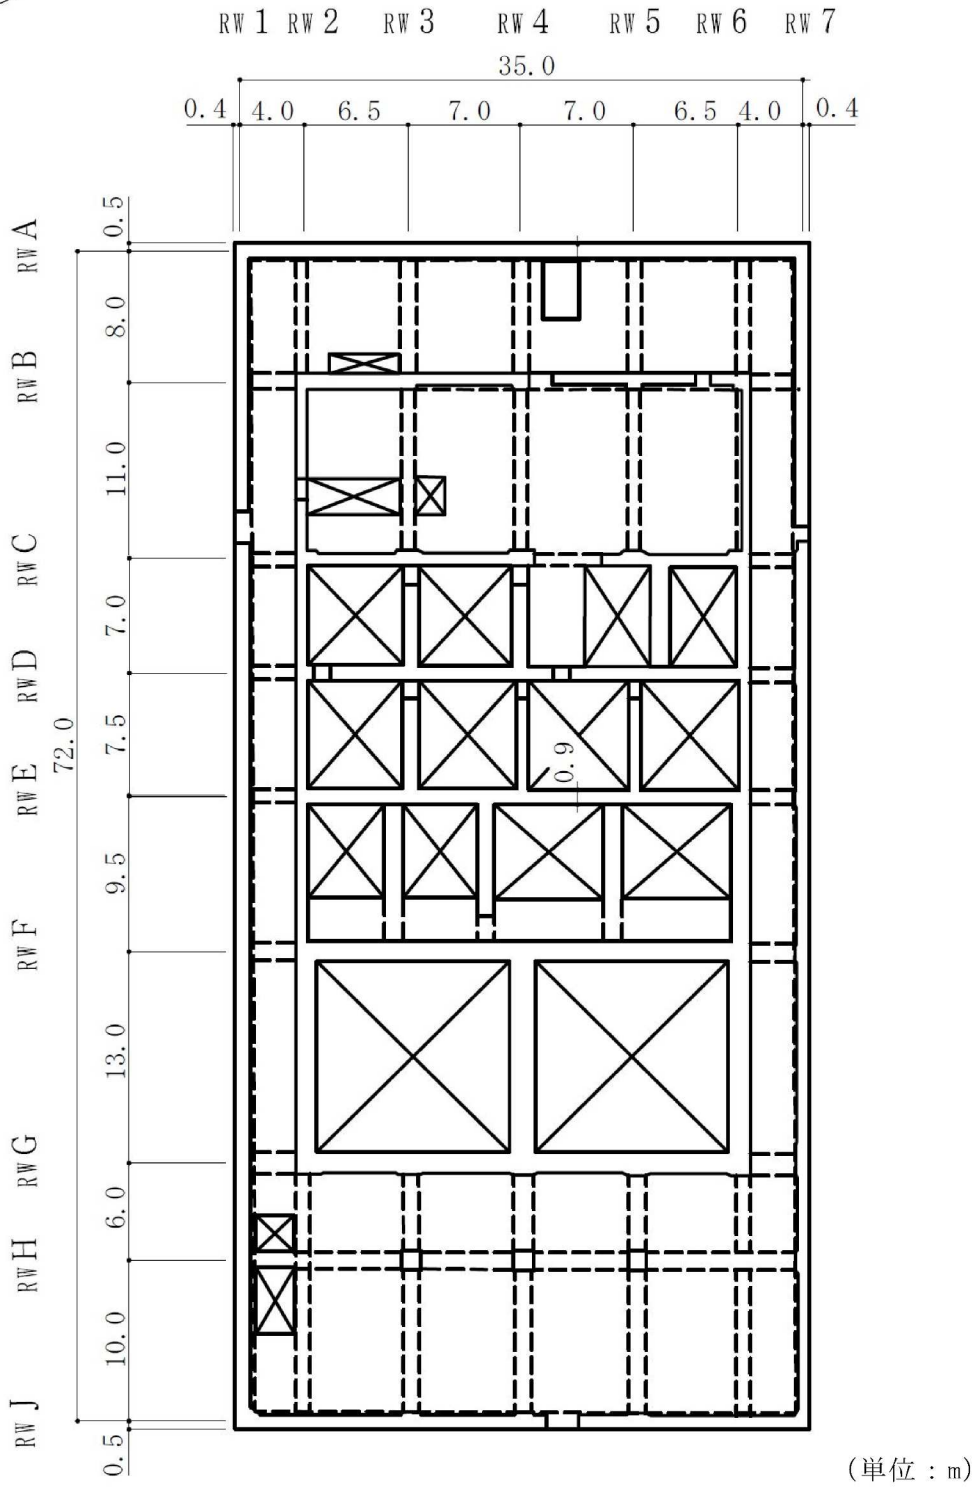 RW 1 RW 2 RW 3 RW 4 RW 5 RW 6 RW 7
35.0
0.4 4.0 6.5 7.0 7.0 6.5 4.0 0.4
RW A
0.5
8.0
RW B
11.0
RW C
7.0
RW D
72.0
7.5
0.9
RW E
9.5
RW F
13.0
RW G
6.0
RW H
10.0
RW J
0.5
(単位:m)